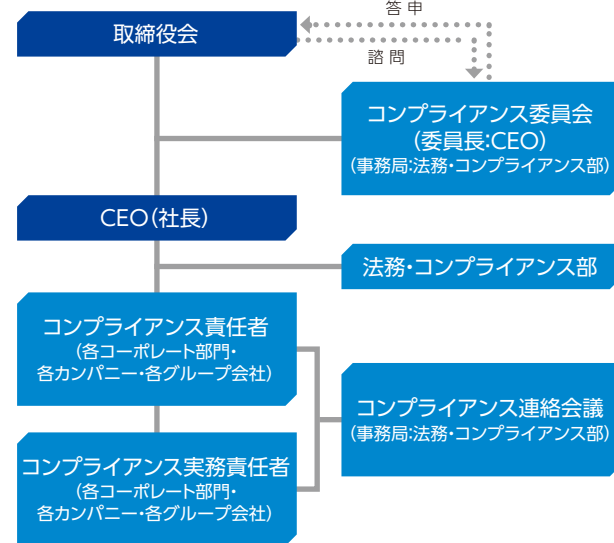 答申
取締役会
諮問
コンプライアンス委員会
(委員長:CEO)
(事務局:法務・コンプライアンス部)
CEO(社長)
法務・コンプライアンス部
コンプライアンス責任者
(各コーポレート部門・
各カンパニー・各グループ会社)
コンプライアンス連絡会議
(事務局:法務・コンプライアンス部)
コンプライアンス実務責任者
(各コーポレート部門・
各カンパニー・各グループ会社)